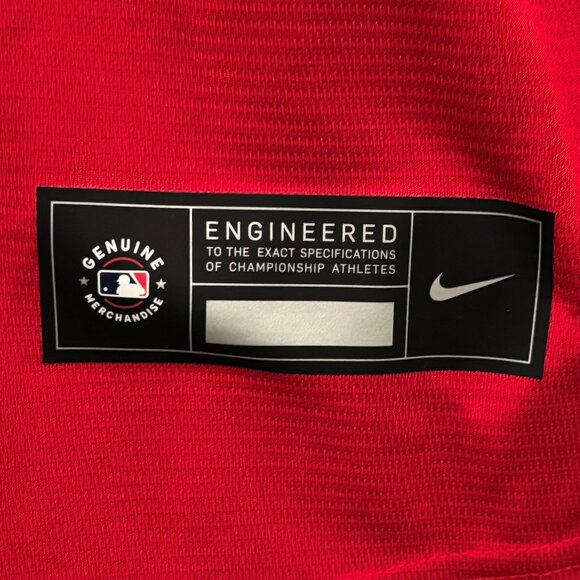 GENUINE
MERCHANDISE
ENGINEERED
TO THE EXACT SPECIFICATIONS
OF CHAMPIONSHIP ATHLETES